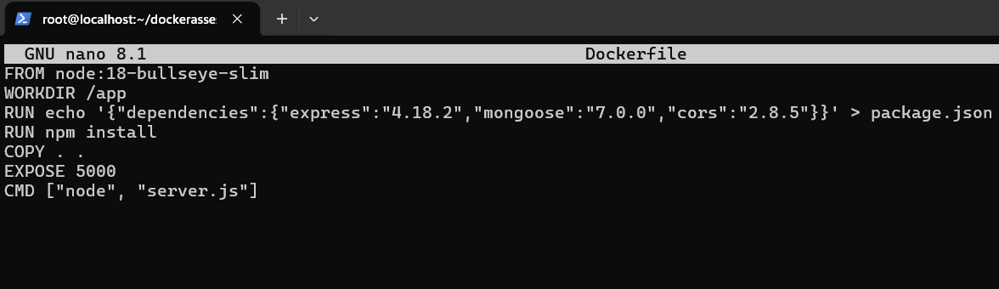 root@localhost:~/dockerasse
GNU nano 8.1 Dockerfile
FROM node:18-bullseye-slim
WORKDIR /app
RUN echo '{"dependencies":{"express":"4.18.2","mongoose":"7.0.0","cors":"2.8.5"}}' > package.json
RUN npm install
COPY . .
EXPOSE 5000
CMD ["node", "server.js"]